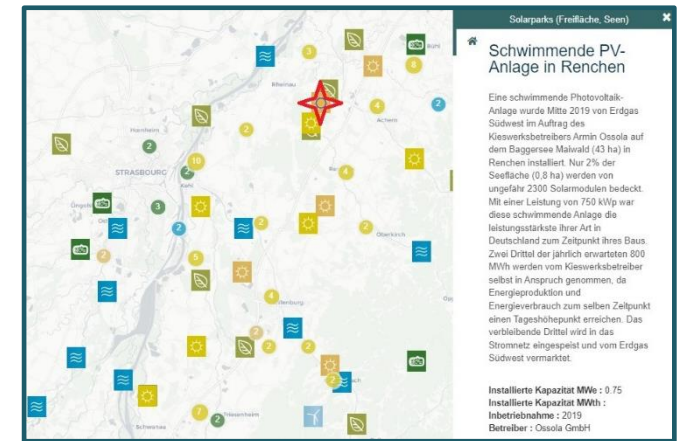 Solarparks (Freifläche, Seen)
Schwimmende PV-
Anlage in Renchen
Eine schwimmende Photovoltaik-
Anlage wurde Mitte 2019 von Erdgas
Südwest im Auftrag des
Kieswerksbetreibers Armin Ossola auf
dem Baggersee Maiwald (43 ha) in
Renchen installiert. Nur 2% der
Seefläche (0,8 ha) werden von
ungefähr 2300 Solarmodulen bedeckt.
Mit einer Leistung von 750 kWp war
diese schwimmende Anlage die
leistungsstärkste ihrer Art in
Deutschland zum Zeitpunkt ihres Baus.
Zwei Drittel der jährlich erwarteten 800
MWh werden vom Kieswerksbetreiber
selbst in Anspruch genommen, da
Energieproduktion und
Energieverbrauch zum selben Zeitpunkt
einen Tageshöhepunkt erreichen. Das
verbleibende Drittel wird in das
Stromnetz eingespeist und vom Erdgas
Südwest vermarktet.
Installierte Kapazität MWe : 0.75
Installierte Kapazität MWth :
Inbetriebnahme : 2019
Betreiber : Ossola GmbH
3
Bühl
8
Rheinau
4
2
Achern
Hœnheim
2
2
10
STRASBOURG
2
Kehl
4
3
2
2
2
Oberkirch
2
5
4
2
2
2
2
7
2
Friesenheim